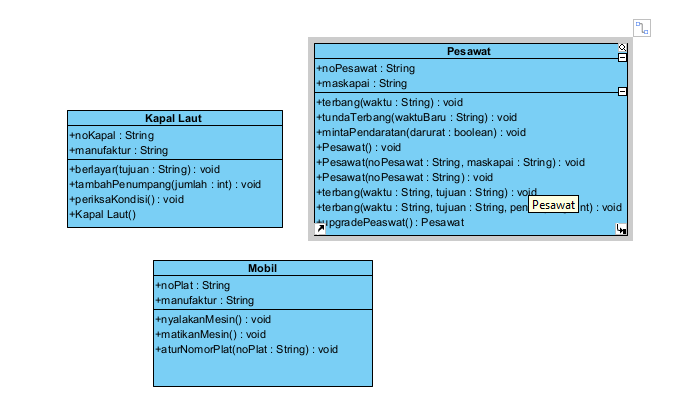 Pesawat
+noPesawat : String
+maskapai : String
+terbang(waktu : String) : void
+tundaTerbang(waktuBaru : String) : void
+mintaPendaratan(darurat : boolean) : void
+Pesawat() : void
+Pesawat(noPesawat : String, maskapai : String) : void
+Pesawat(noPesawat : String) : void
+terbang(waktu : String, tujuan : String) : void
Pesawat
+terbang(waktu : String, tujuan : String, pen nt) : void
upgradePeaswat() : Pesawat
Kapal Laut
+noKapal : String
+manufaktur : String
+berlayar(tujuan : String) : void
+tambahPenumpang(jumlah : int) : void
+periksaKondisi() : void
+Kapal Laut()
Mobil
+noPlat : String
+manufaktur : String
+nyalakanMesin() : void
+matikanMesin() : void
+aturNomorPlat(noPlat : String) : void